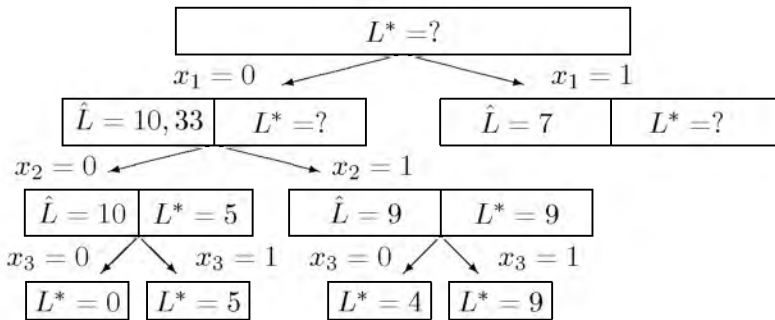 L* =?
x₁ = 0 x₁ = 1
L̂ = 10, 33 L* =? L̂ = 7 L* =?
x₂ = 0 x₂ = 1
L̂ = 10 L* = 5 L̂ = 9 L* = 9
x₃ = 0 x₃ = 1 x₃ = 0 x₃ = 1
L* = 0 L* = 5 L* = 4 L* = 9